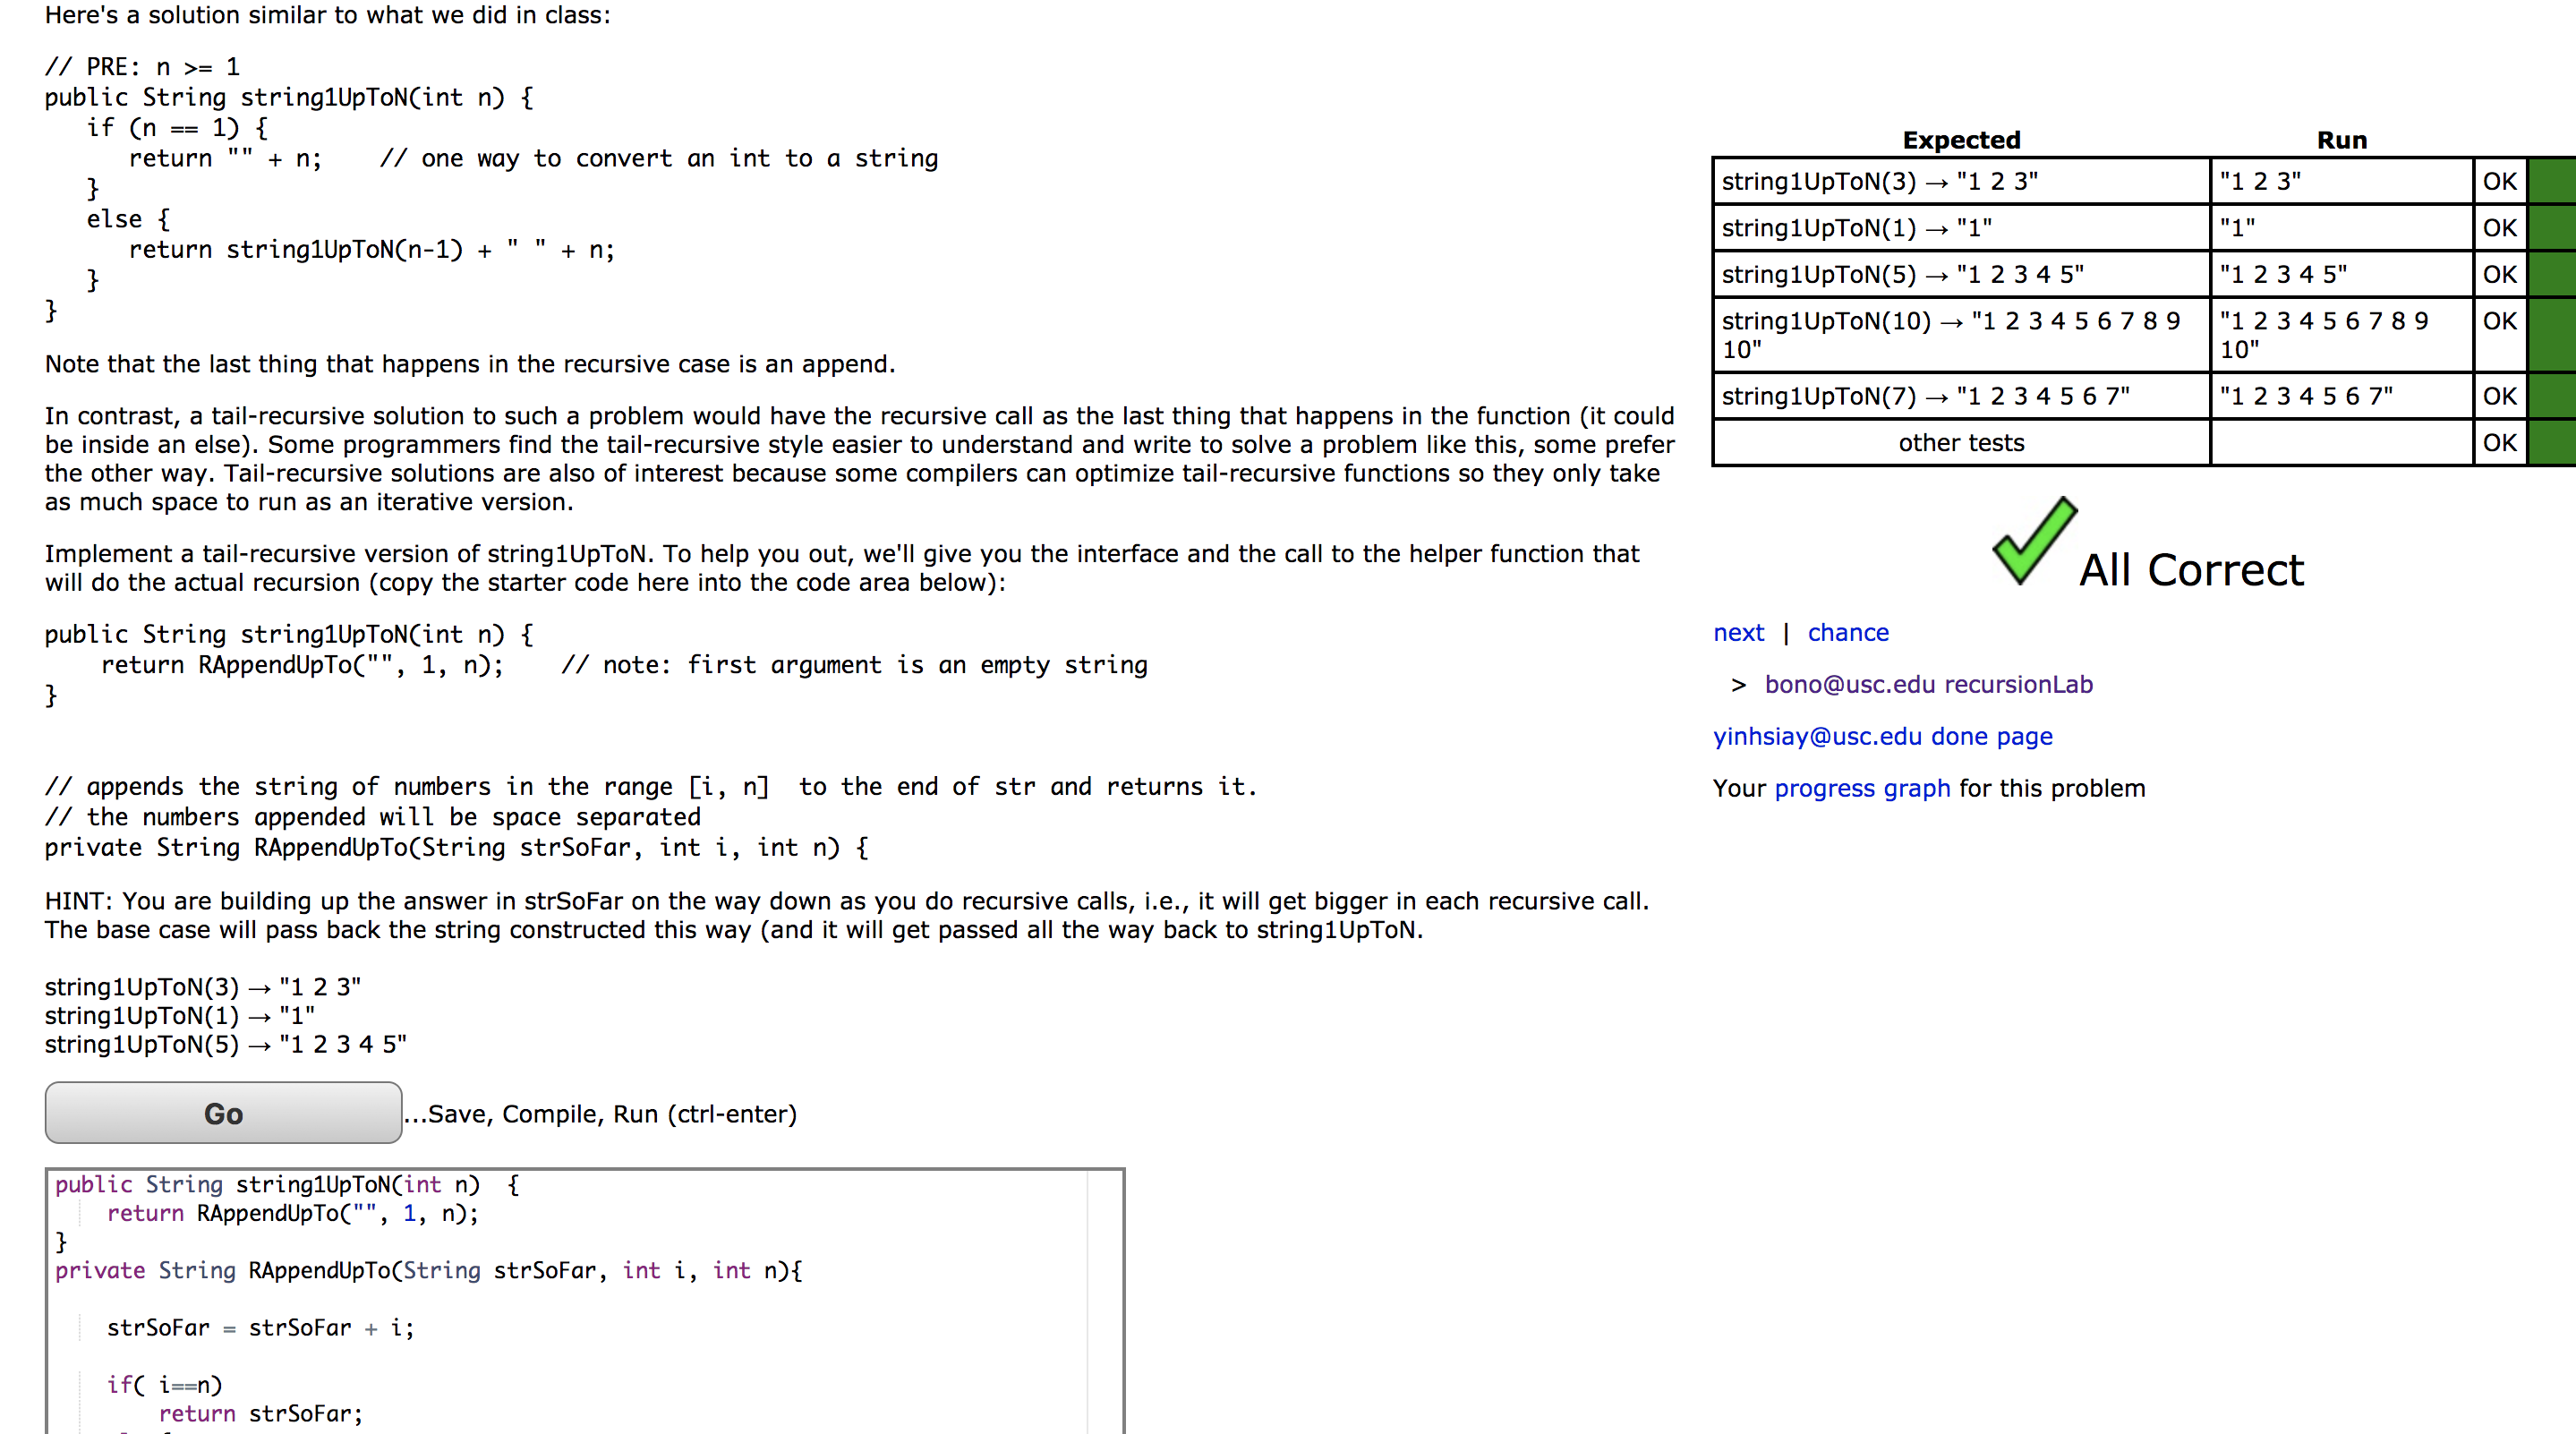 Here's a solution similar to what we did in class:
// PRE: n >= 1
public String string1UpToN(int n) {
if (n == 1) {
return "" + n;    // one way to convert an int to a string
}
else {
return string1UpToN(n-1) + " " + n;
}
}
Note that the last thing that happens in the recursive case is an append.
In contrast, a tail-recursive solution to such a problem would have the recursive call as the last thing that happens in the function (it could
be inside an else). Some programmers find the tail-recursive style easier to understand and write to solve a problem like this, some prefer
the other way. Tail-recursive solutions are also of interest because some compilers can optimize tail-recursive functions so they only take
as much space to run as an iterative version.
Implement a tail-recursive version of string1UpToN. To help you out, we'll give you the interface and the call to the helper function that
will do the actual recursion (copy the starter code here into the code area below):
public String string1UpToN(int n) {
return RAppendUpTo("", 1, n);    // note: first argument is an empty string
}
// appends the string of numbers in the range [i, n]  to the end of str and returns it.
// the numbers appended will be space separated
private String RAppendUpTo(String strSoFar, int i, int n) {
HINT: You are building up the answer in strSoFar on the way down as you do recursive calls, i.e., it will get bigger in each recursive call.
The base case will pass back the string constructed this way (and it will get passed all the way back to string1UpToN.
string1UpToN(3) → "1 2 3"
string1UpToN(1) → "1"
string1UpToN(5) → "1 2 3 4 5"
Go ...Save, Compile, Run (ctrl-enter)
public String string1UpToN(int n)  {
return RAppendUpTo("", 1, n);
}
private String RAppendUpTo(String strSoFar, int i, int n){
strSoFar = strSoFar + i;
if( i==n)
return strSoFar;
Expected Run
string1UpToN(3) → "1 2 3" "1 2 3" OK
string1UpToN(1) → "1" "1" OK
string1UpToN(5) → "1 2 3 4 5" "1 2 3 4 5" OK
string1UpToN(10) → "1 2 3 4 5 6 7 8 9 "1 2 3 4 5 6 7 8 9 OK
10" 10"
string1UpToN(7) → "1 2 3 4 5 6 7" "1 2 3 4 5 6 7" OK
other tests OK
All Correct
next | chance
> bono@usc.edu recursionLab
yinhsiay@usc.edu done page
Your progress graph for this problem